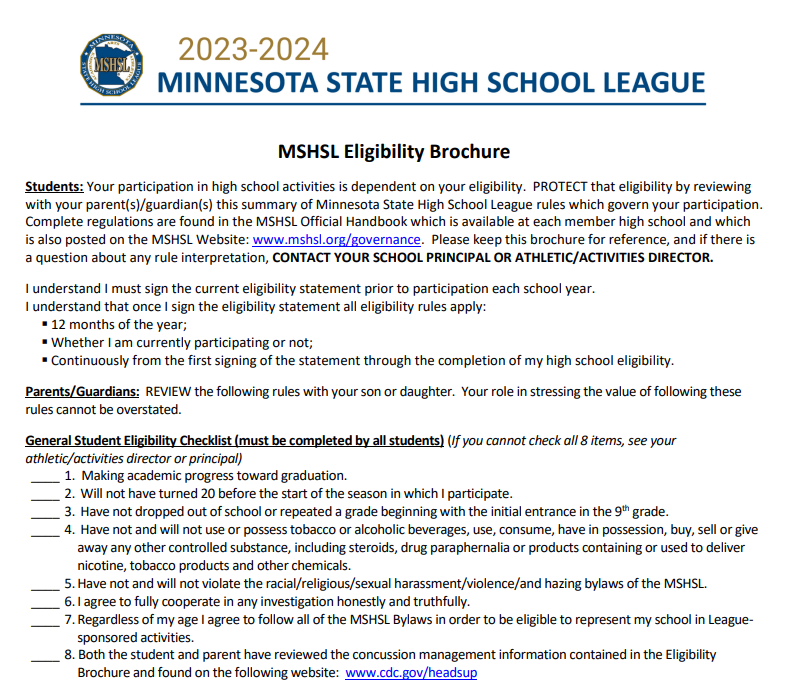 MINNESOTA
MSHSL
STATE HIGH SCHOOL LEAGUE
2023-2024
MINNESOTA STATE HIGH SCHOOL LEAGUE
MSHSL Eligibility Brochure
Students: Your participation in high school activities is dependent on your eligibility. PROTECT that eligibility by reviewing
with your parent(s)/guardian(s) this summary of Minnesota State High School League rules which govern your participation.
Complete regulations are found in the MSHSL Official Handbook which is available at each member high school and which
is also posted on the MSHSL Website: www.mshsl.org/governance. Please keep this brochure for reference, and if there is
a question about any rule interpretation, CONTACT YOUR SCHOOL PRINCIPAL OR ATHLETIC/ACTIVITIES DIRECTOR.
I understand I must sign the current eligibility statement prior to participation each school year.
I understand that once I sign the eligibility statement all eligibility rules apply:
▪ 12 months of the year;
▪ Whether I am currently participating or not;
▪ Continuously from the first signing of the statement through the completion of my high school eligibility.
Parents/Guardians: REVIEW the following rules with your son or daughter. Your role in stressing the value of following these
rules cannot be overstated.
General Student Eligibility Checklist (must be completed by all students) (If you cannot check all 8 items, see your
athletic/activities director or principal)
____ 1. Making academic progress toward graduation.
____ 2. Will not have turned 20 before the start of the season in which I participate.
____ 3. Have not dropped out of school or repeated a grade beginning with the initial entrance in the 9th grade.
____ 4. Have not and will not use or possess tobacco or alcoholic beverages, use, consume, have in possession, buy, sell or give
away any other controlled substance, including steroids, drug paraphernalia or products containing or used to deliver
nicotine, tobacco products and other chemicals.
____ 5. Have not and will not violate the racial/religious/sexual harassment/violence/and hazing bylaws of the MSHSL.
____ 6. I agree to fully cooperate in any investigation honestly and truthfully.
____ 7. Regardless of my age I agree to follow all of the MSHSL Bylaws in order to be eligible to represent my school in League-
sponsored activities.
____ 8. Both the student and parent have reviewed the concussion management information contained in the Eligibility
Brochure and found on the following website: www.cdc.gov/headsup